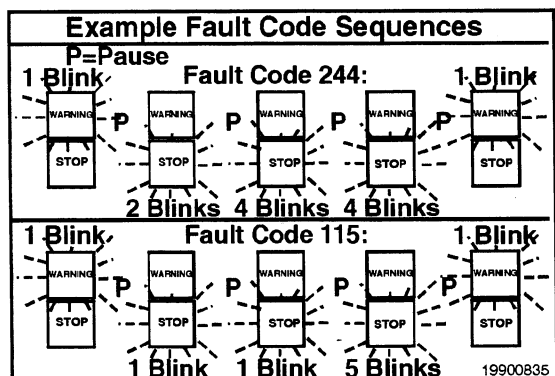 Example Fault Code Sequences
P=Pause
1 Blink Fault Code 244: 1 Blink
WARNING P WARNING P WARNING P WARNING P WARNING
STOP STOP STOP STOP STOP
2 Blinks 4 Blinks 4 Blinks
1 Blink Fault Code 115: 1 Blink
WARNING P WARNING P WARNING P WARNING P WARNING
STOP STOP STOP STOP STOP
1 Blink 1 Blink 5 Blinks
19900835